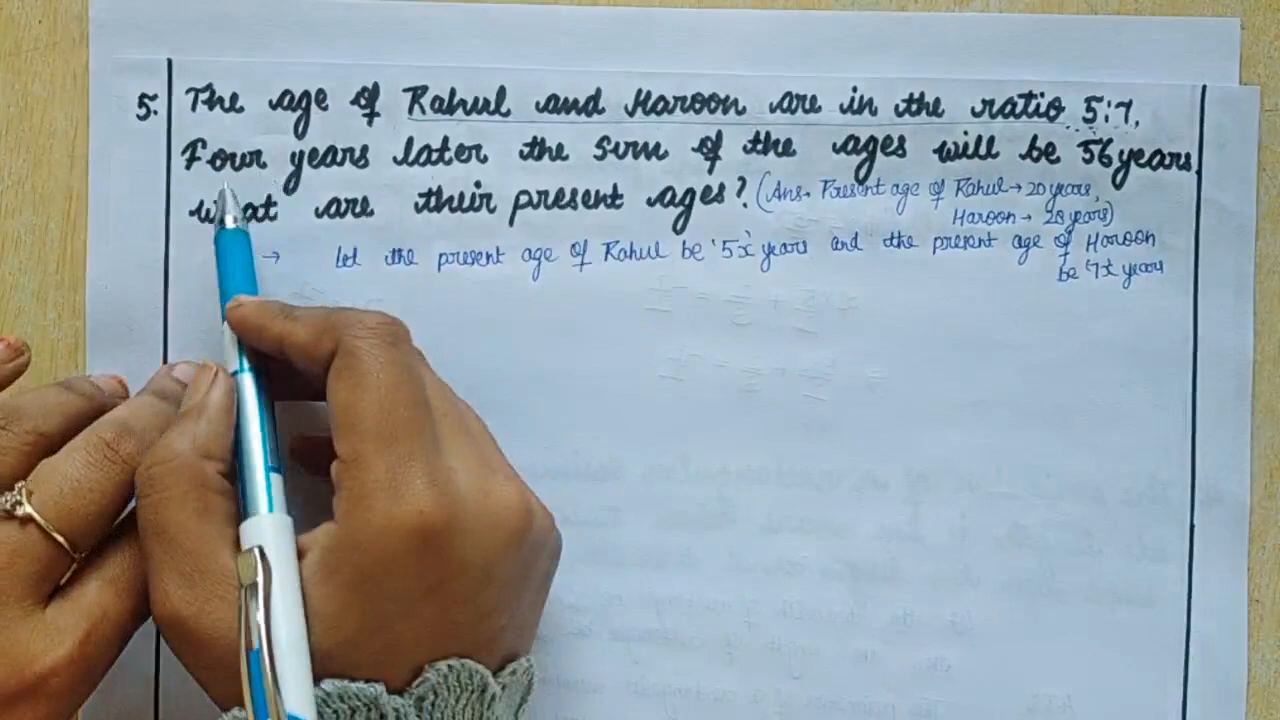 5. The age of Rahul and Haroon are in the ratio 5:7,
Four years later the sum of the ages will be 56 years
what are their present ages? (Ans→ Present age of Rahul → 20 years,
Haroon → 28 years)
→ Let the present age of Rahul be '5x' years and the present age of Haroon
be '7x' years